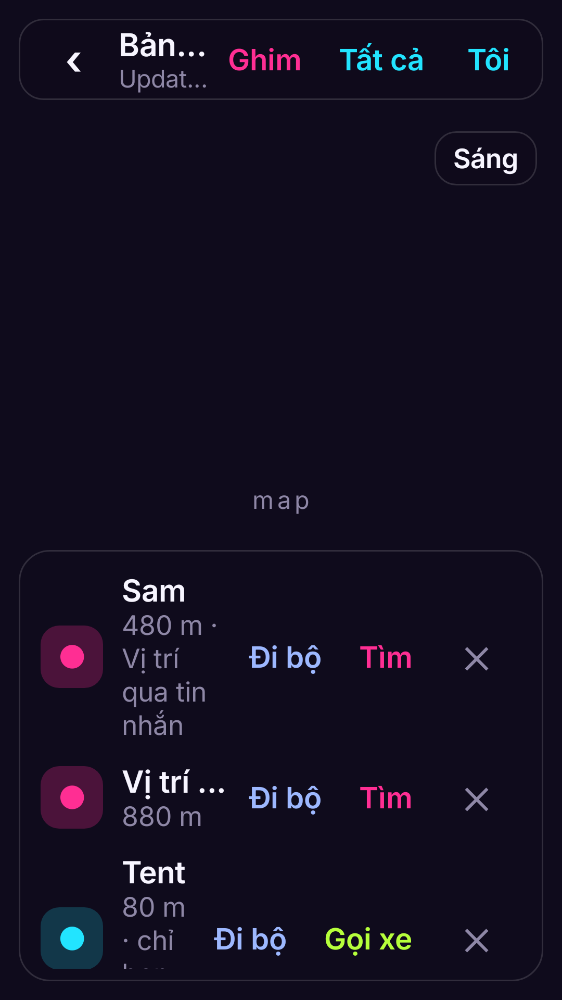 ‹ Bản... Ghim Tất cả Tôi
Updat...
Sáng
map
Sam
480 m ·
Vị trí
qua tin
nhắn
Đi bộ Tìm ×
Vị trí ... Đi bộ Tìm ×
880 m
Tent
80 m
· chỉ
Đi bộ Gọi xe ×